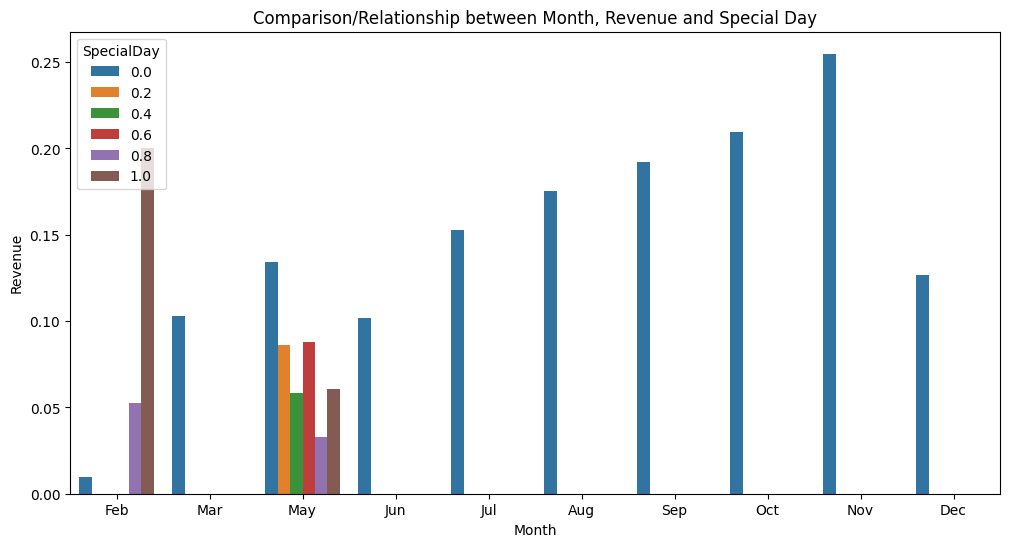 Comparison/Relationship between Month, Revenue and Special Day
SpecialDay
0.0
0.2
0.4
0.6
0.8
1.0
Revenue
0.25
0.20
0.15
0.10
0.05
0.00
Feb Mar May Jun Jul Aug Sep Oct Nov Dec
Month